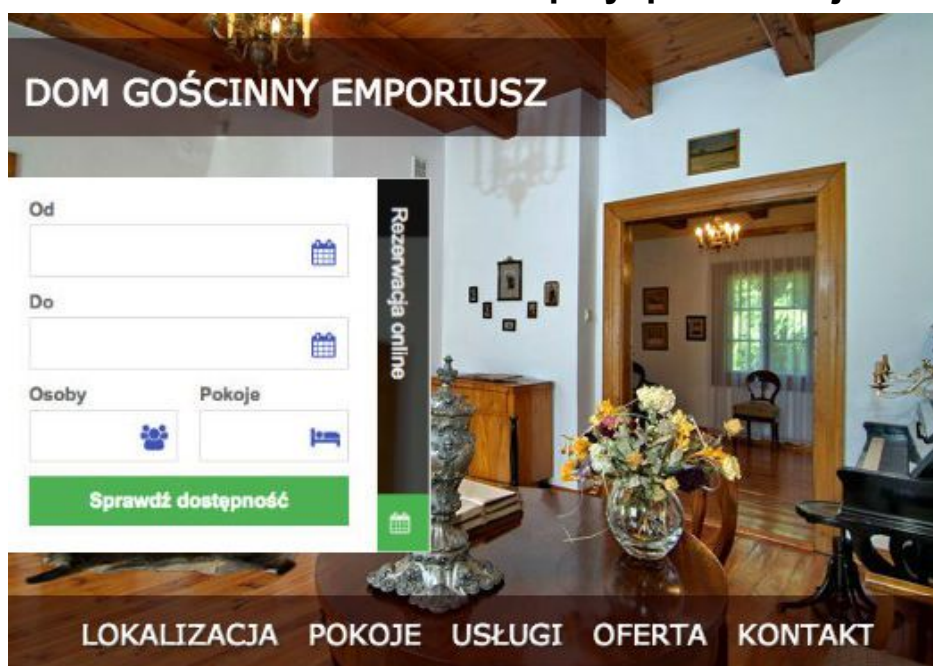 DOM GOŚCINNY EMPORIUSZ
Od
Do
Osoby Pokoje
Sprawdź dostępność
Rezerwacja online
LOKALIZACJA POKOJE USŁUGI OFERTA KONTAKT